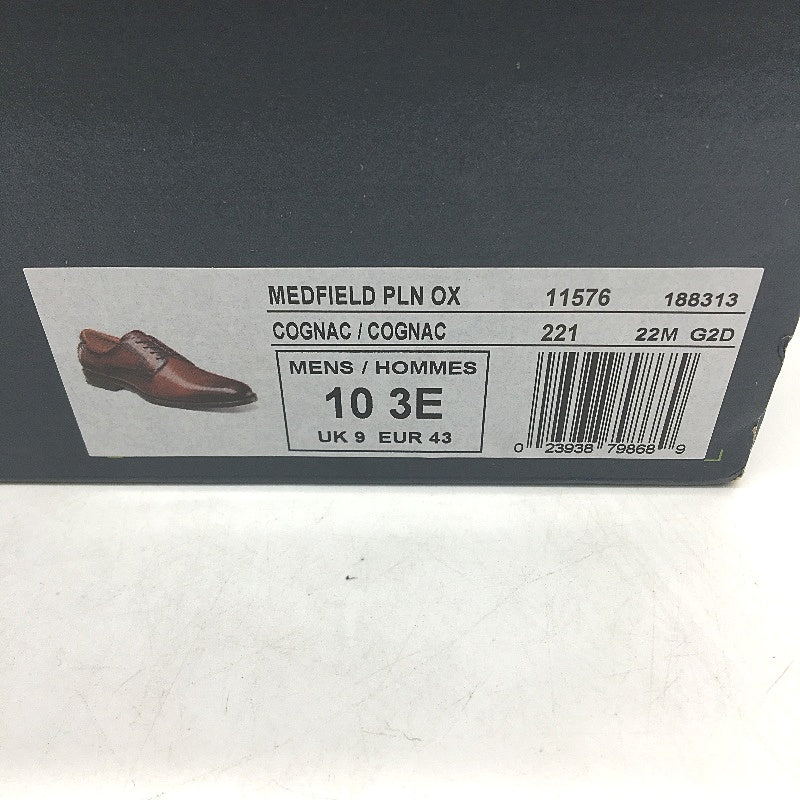 MEDFIELD PLN OX 11576 188313
COGNAC / COGNAC 221 22M G2D
MENS / HOMMES
10 3E
UK 9 EUR 43
0 23938 79868 9